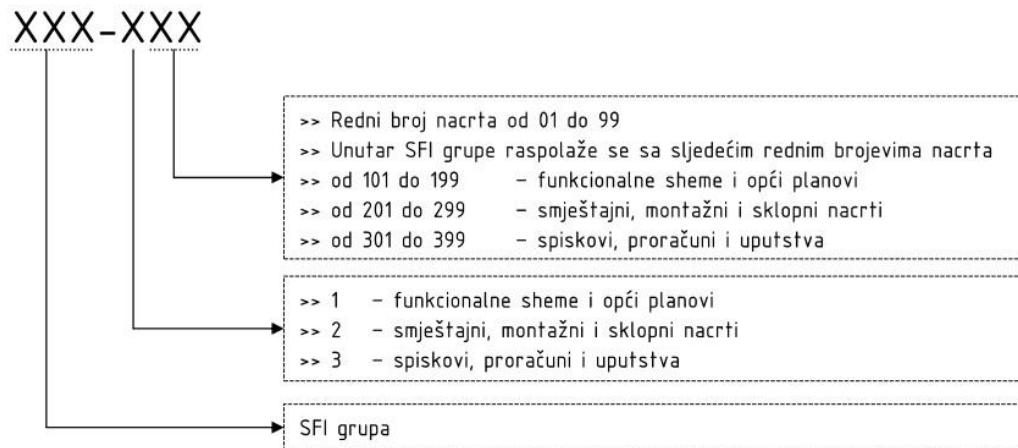 XXX-XXX
>> Redni broj nacrta od 01 do 99
>> Unutar SFI grupe raspolaže se sa sljedećim rednim brojevima nacrta
>> od 101 do 199 – funkcionalne sheme i opći planovi
>> od 201 do 299 – smještajni, montažni i sklopni nacrti
>> od 301 do 399 – spiskovi, proračuni i uputstva
>> 1 – funkcionalne sheme i opći planovi
>> 2 – smještajni, montažni i sklopni nacrti
>> 3 – spiskovi, proračuni i uputstva
SFI grupa